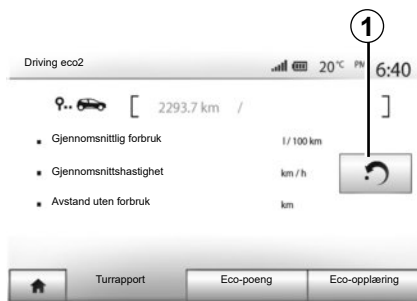 1
Driving eco2 20°C PM 6:40
[ 2293.7 km / ]
Gjennomsnittlig forbruk l / 100 km
Gjennomsnittshastighet km / h
Avstand uten forbruk km
Turrapport Eco-poeng Eco-opplæring